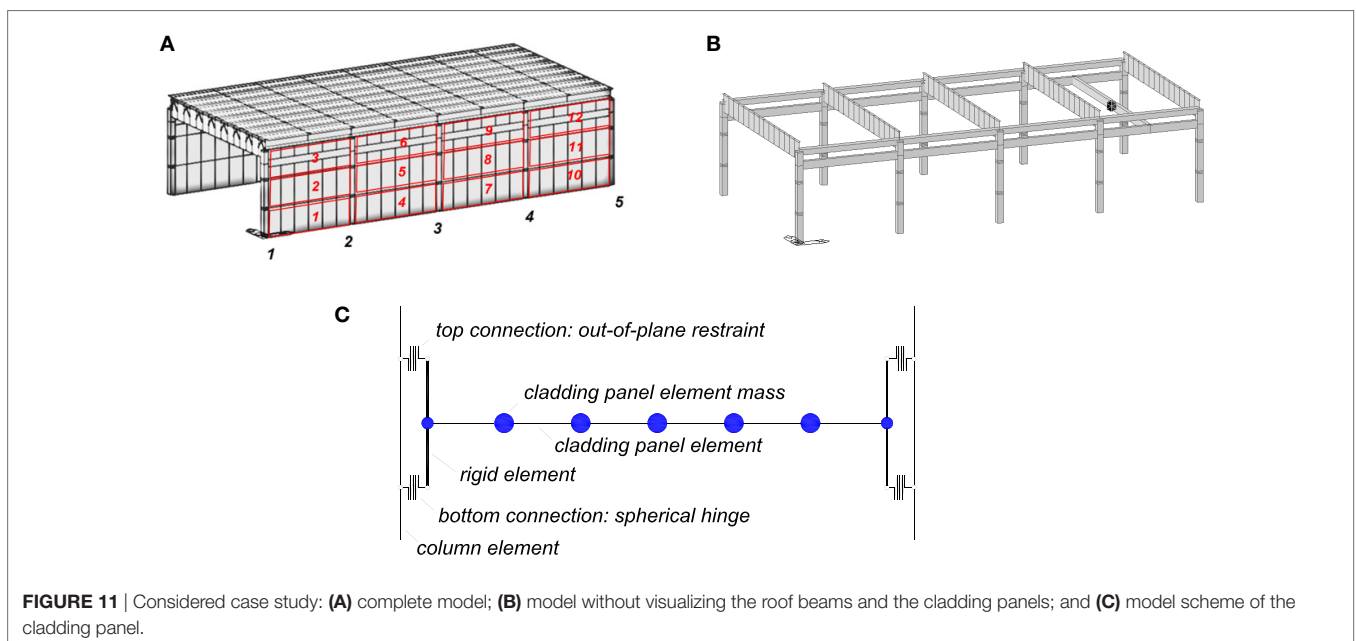 A
B
12
9
6
3
11
8
5
2
10
7
4
1
5
4
3
2
1
C
top connection: out-of-plane restraint
cladding panel element mass
cladding panel element
rigid element
bottom connection: spherical hinge
column element
FIGURE 11 | Considered case study: (A) complete model; (B) model without visualizing the roof beams and the cladding panels; and (C) model scheme of the
cladding panel.